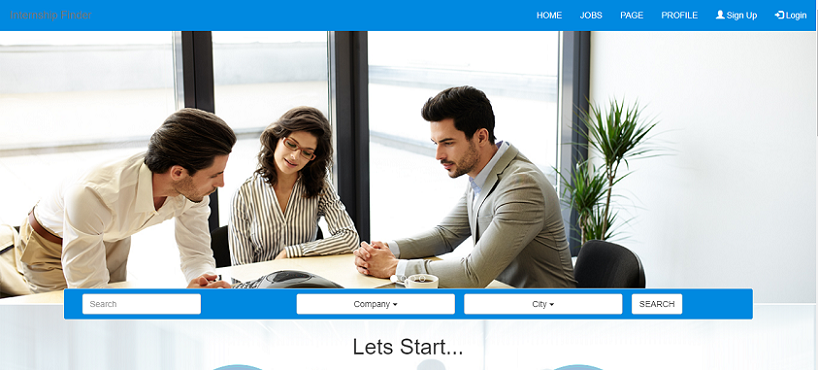 Internship Finder HOME JOBS PAGE PROFILE Sign Up Login
Search Company City SEARCH
Lets Start...